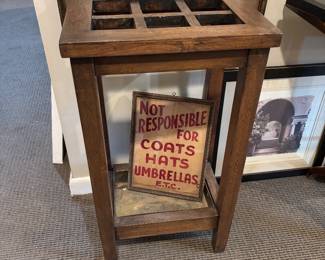 NOT
RESPONSIBLE
FOR
COATS
HATS
UMBRELLAS
E.T.C.